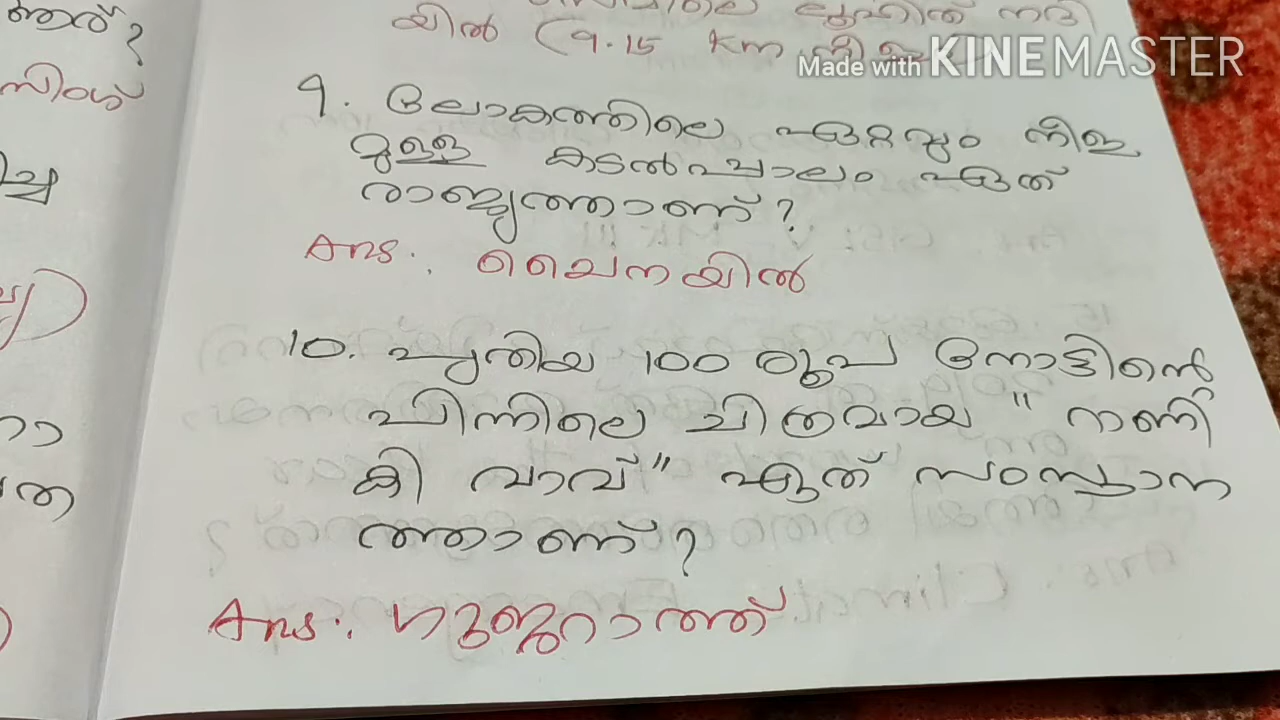 ഞരര്?
സിംഗ്
യിൽ (9.15 Km
Made with KINEMASTER
9. ലോകത്തിലെ ഏറ്റവും നീള
മുള്ള കടൽപ്പാലം ഏത്
രാജ്യത്താണ്?
Ans. ചൈനയിൽ
10. പുതിയ 100 രൂപ നോട്ടിന്റെ
പിന്നിലെ ചിത്രമായ "റാണി
കി വാവ്" ഏത് സംസ്ഥാന
ത്താണ്?
Ans. ഗുജറാത്ത്